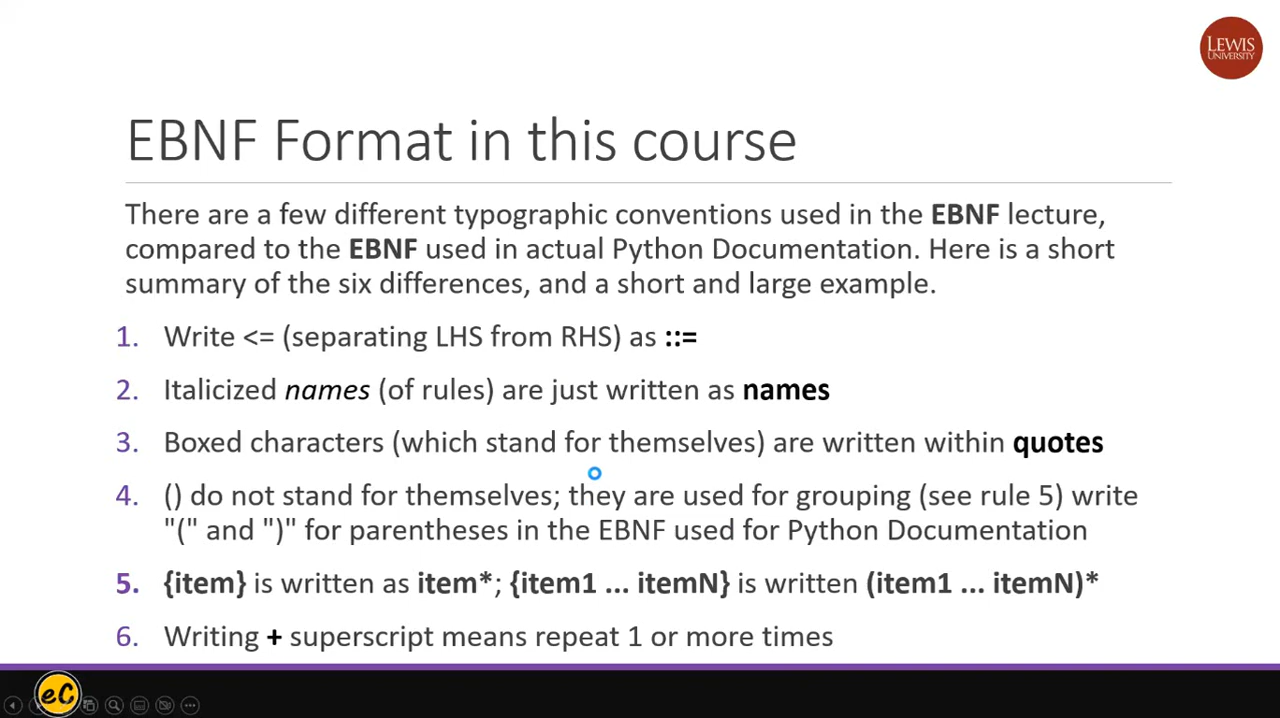 LEWIS
UNIVERSITY
EBNF Format in this course
There are a few different typographic conventions used in the EBNF lecture,
compared to the EBNF used in actual Python Documentation. Here is a short
summary of the six differences, and a short and large example.
1. Write <= (separating LHS from RHS) as ::=
2. Italicized names (of rules) are just written as names
3. Boxed characters (which stand for themselves) are written within quotes
4. () do not stand for themselves; they are used for grouping (see rule 5) write
"(" and ")" for parentheses in the EBNF used for Python Documentation
5. {item} is written as item*; {item1 ... itemN} is written (item1 ... itemN)*
6. Writing + superscript means repeat 1 or more times
eC